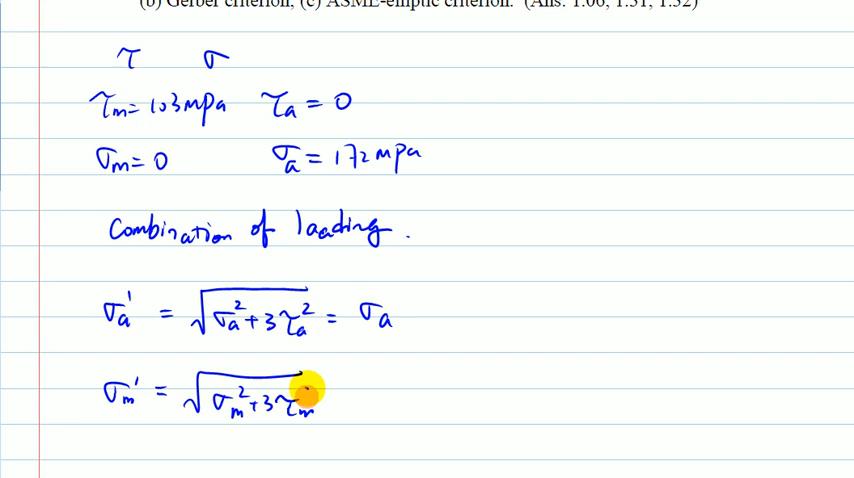 (b) Gerber criterion, (c) ASME-elliptic criterion. (Ans. 1.06, 1.31, 1.32)
τ σ
τm = 103 mpa τa = 0
σm = 0 σa = 172 mpa
Combination of loading.
σa' = √(σa² + 3τa²) = σa
σm' = √(σm² + 3τm